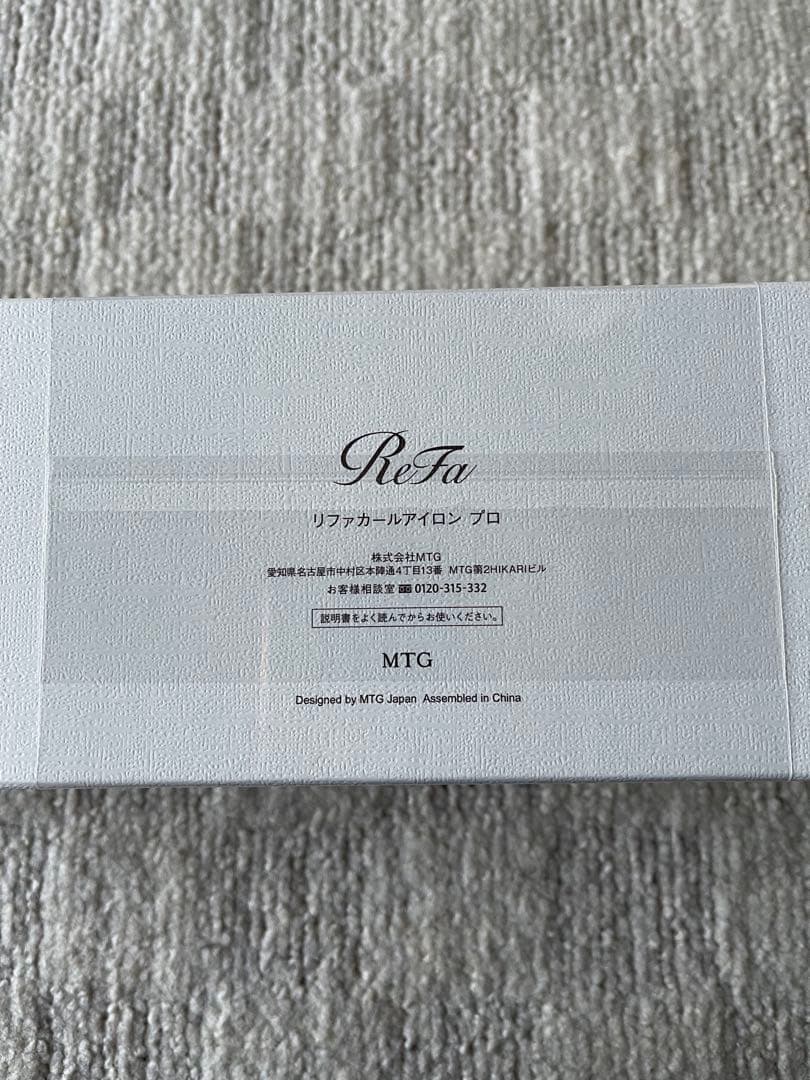 ReFa
リファカールアイロン プロ
株式会社MTG
愛知県名古屋市中村区本陣通4丁目13番 MTG第2HIKARIビル
お客様相談室 0120-315-332
説明書をよく読んでからお使いください。
MTG
Designed by MTG Japan Assembled in China